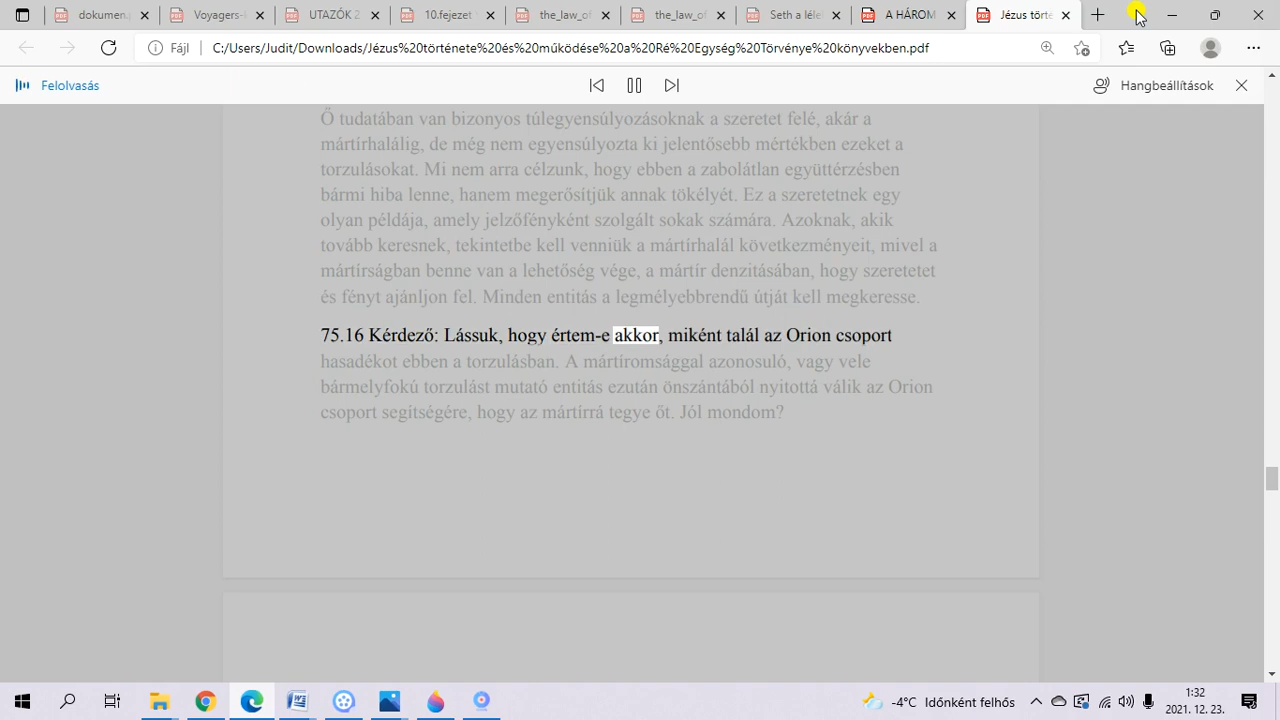 dokumen.
Voyagers-
UTAZÓK 2
10.fejezet
the_law_of
the_law_of
Seth a léle
A HÁROM
Jézus törté
Fájl C:/Users/Judit/Downloads/Jézus%20története%20és%20működése%20a%20Ré%20Egység%20Törvénye%20könyvekben.pdf
Felolvasás
Hangbeállítások
Ő tudatában van bizonyos túlegyensúlyozásoknak a szeretet felé, akár a
mártírhalálig, de még nem egyensúlyozta ki jelentősebb mértékben ezeket a
torzulásokat. Mi nem arra célzunk, hogy ebben a zabolátlan együttérzésben
bármi hiba lenne, hanem megerősítjük annak tökélyét. Ez a szeretetnek egy
olyan példája, amely jelzőfényként szolgált sokak számára. Azoknak, akik
tovább keresnek, tekintetbe kell venniük a mártírhalál következményeit, mivel a
mártírságban benne van a lehetőség vége, a mártír denzitásában, hogy szeretetet
és fényt ajánljon fel. Minden entitás a legmélyebbrendű útját kell megkeresse.
75.16 Kérdező: Lássuk, hogy értem-e akkor, miként talál az Orion csoport
hasadékot ebben a torzulásban. A mártíromsággal azonosuló, vagy vele
bármelyfokú torzulást mutató entitás ezután önszántából nyitottá válik az Orion
csoport segítségére, hogy az mártírrá tegye őt. Jól mondom?
-4°C Időnként felhős
1:32
2021. 12. 23.